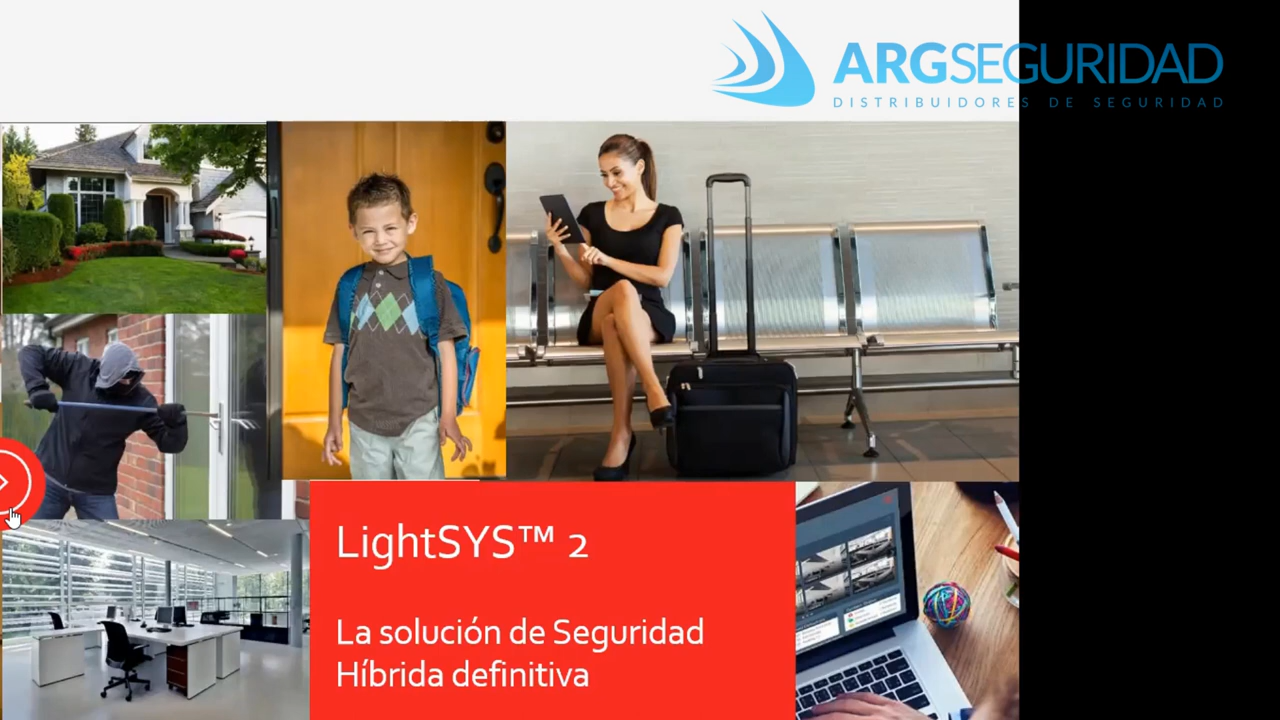 ARGSEGURIDAD
DISTRIBUIDORES DE SEGURIDAD
LightSYS™ 2
La solución de Seguridad
Híbrida definitiva